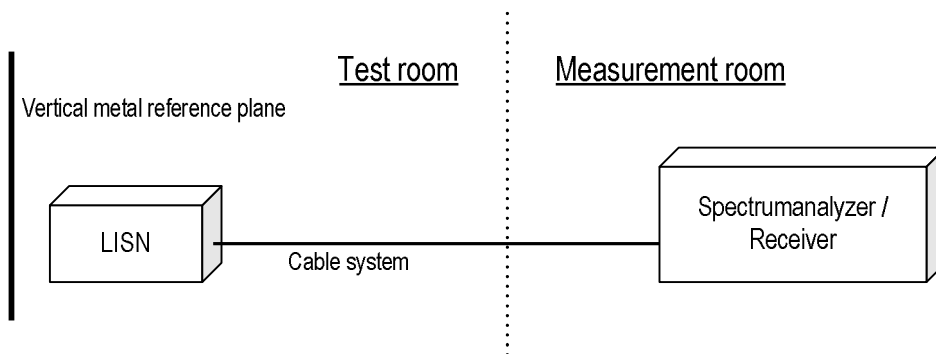 Test room
Measurement room
Vertical metal reference plane
LISN
Cable system
Spectrumanalyzer /
Receiver